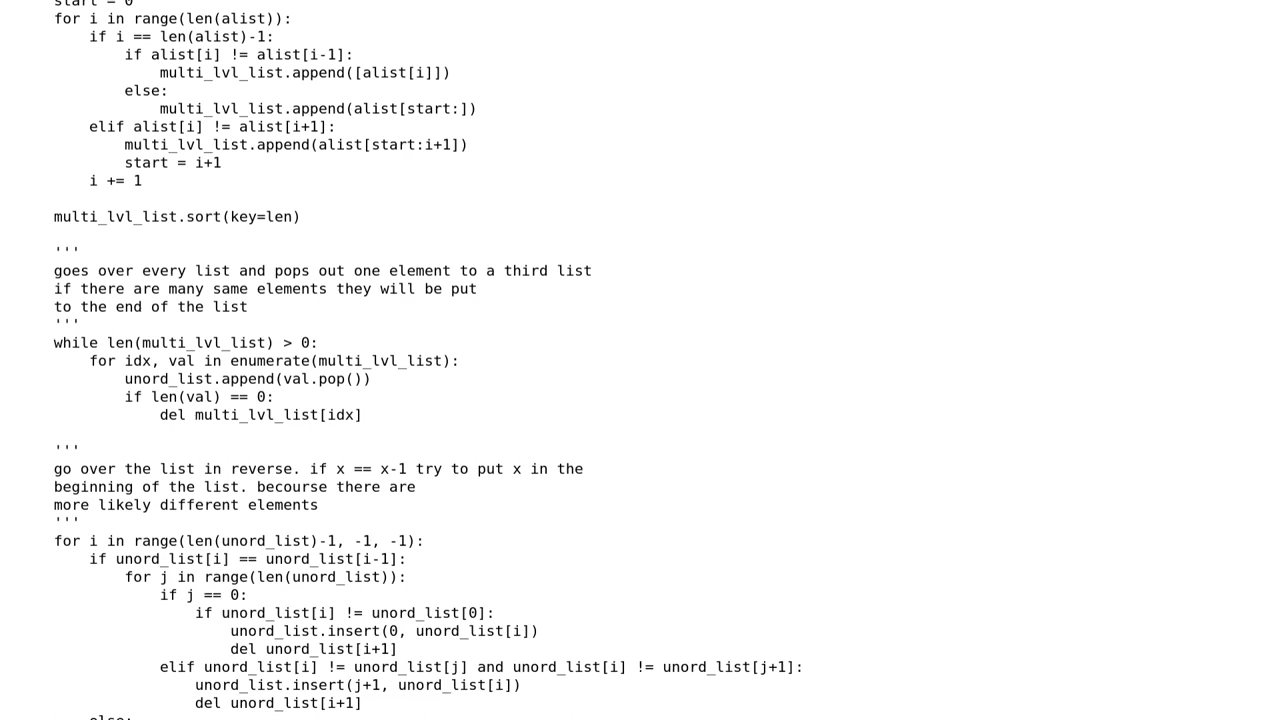 start = 0
for i in range(len(alist)):
    if i == len(alist)-1:
        if alist[i] != alist[i-1]:
            multi_lvl_list.append([alist[i]])
        else:
            multi_lvl_list.append(alist[start:])
    elif alist[i] != alist[i+1]:
        multi_lvl_list.append(alist[start:i+1])
        start = i+1
    i += 1

multi_lvl_list.sort(key=len)

'''
goes over every list and pops out one element to a third list
if there are many same elements they will be put
to the end of the list
'''
while len(multi_lvl_list) > 0:
    for idx, val in enumerate(multi_lvl_list):
        unord_list.append(val.pop())
        if len(val) == 0:
            del multi_lvl_list[idx]

'''
go over the list in reverse. if x == x-1 try to put x in the
beginning of the list. becourse there are
more likely different elements
'''
for i in range(len(unord_list)-1, -1, -1):
    if unord_list[i] == unord_list[i-1]:
        for j in range(len(unord_list)):
            if j == 0:
                if unord_list[i] != unord_list[0]:
                    unord_list.insert(0, unord_list[i])
                    del unord_list[i+1]
            elif unord_list[i] != unord_list[j] and unord_list[i] != unord_list[j+1]:
                unord_list.insert(j+1, unord_list[i])
                del unord_list[i+1]
    else: